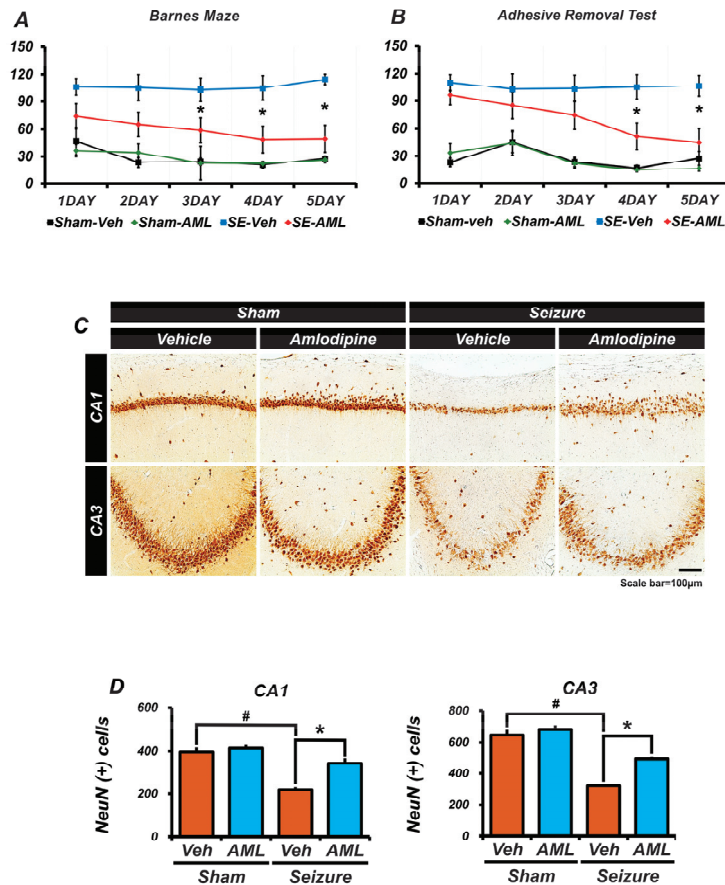 A
Barnes Maze
150
120
90
60
30
0
*
*
*
1DAY 2DAY 3DAY 4DAY 5DAY
Sham-Veh Sham-AML SE-Veh SE-AML
B
Adhesive Removal Test
150
120
90
60
30
0
*
*
1DAY 2DAY 3DAY 4DAY 5DAY
Sham-veh Sham-AML SE-Veh SE-AML
C
Sham Seizure
Vehicle Amlodipine Vehicle Amlodipine
CA1
CA3
Scale bar=100μm
D
CA1
NeuN (+) cells
600
400
200
0
#
*
Veh AML Veh AML
Sham Seizure
CA3
NeuN (+) cells
800
600
400
200
0
#
*
Veh AML Veh AML
Sham Seizure